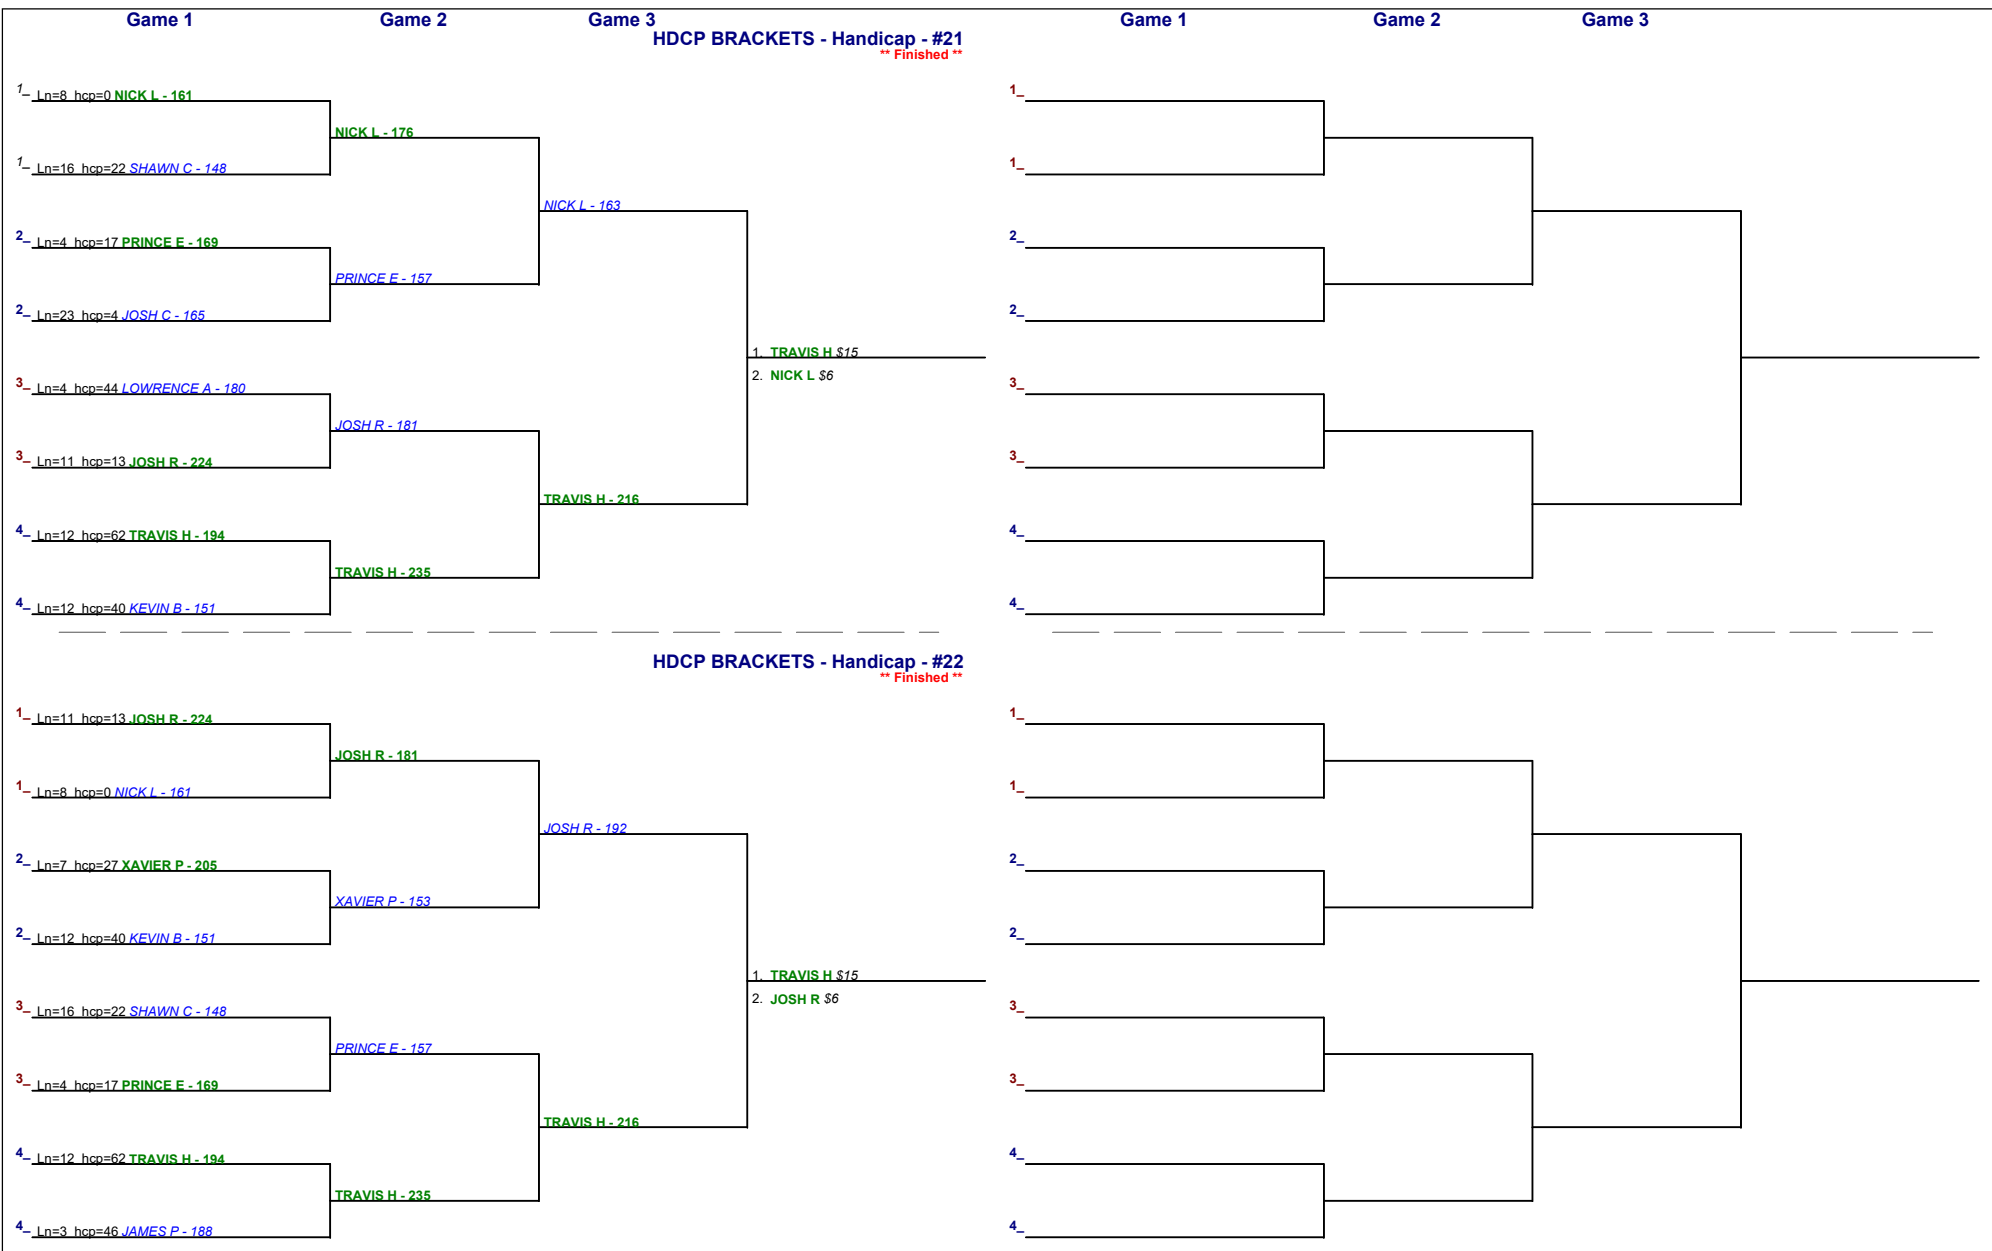 Game 1 Game 2 Game 3 Game 1 Game 2 Game 3
HDCP BRACKETS - Handicap - #21
** Finished **
1_ Ln=8 hcp=0 NICK L - 161
NICK L - 176
1_ Ln=16 hcp=22 SHAWN C - 148
NICK L - 163
2_ Ln=4 hcp=17 PRINCE E - 169
PRINCE E - 157
2_ Ln=23 hcp=4 JOSH C - 165
1. TRAVIS H $15
2. NICK L $6
3_ Ln=4 hcp=44 LOWRENCE A - 180
JOSH R - 181
3_ Ln=11 hcp=13 JOSH R - 224
TRAVIS H - 216
4_ Ln=12 hcp=62 TRAVIS H - 194
TRAVIS H - 235
4_ Ln=12 hcp=40 KEVIN B - 151
1_
1_
2_
2_
3_
3_
4_
4_
HDCP BRACKETS - Handicap - #22
** Finished **
1_ Ln=11 hcp=13 JOSH R - 224
JOSH R - 181
1_ Ln=8 hcp=0 NICK L - 161
JOSH R - 192
2_ Ln=7 hcp=27 XAVIER P - 205
XAVIER P - 153
2_ Ln=12 hcp=40 KEVIN B - 151
1. TRAVIS H $15
2. JOSH R $6
3_ Ln=16 hcp=22 SHAWN C - 148
PRINCE E - 157
3_ Ln=4 hcp=17 PRINCE E - 169
TRAVIS H - 216
4_ Ln=12 hcp=62 TRAVIS H - 194
TRAVIS H - 235
4_ Ln=3 hcp=46 JAMES P - 188
1_
1_
2_
2_
3_
3_
4_
4_